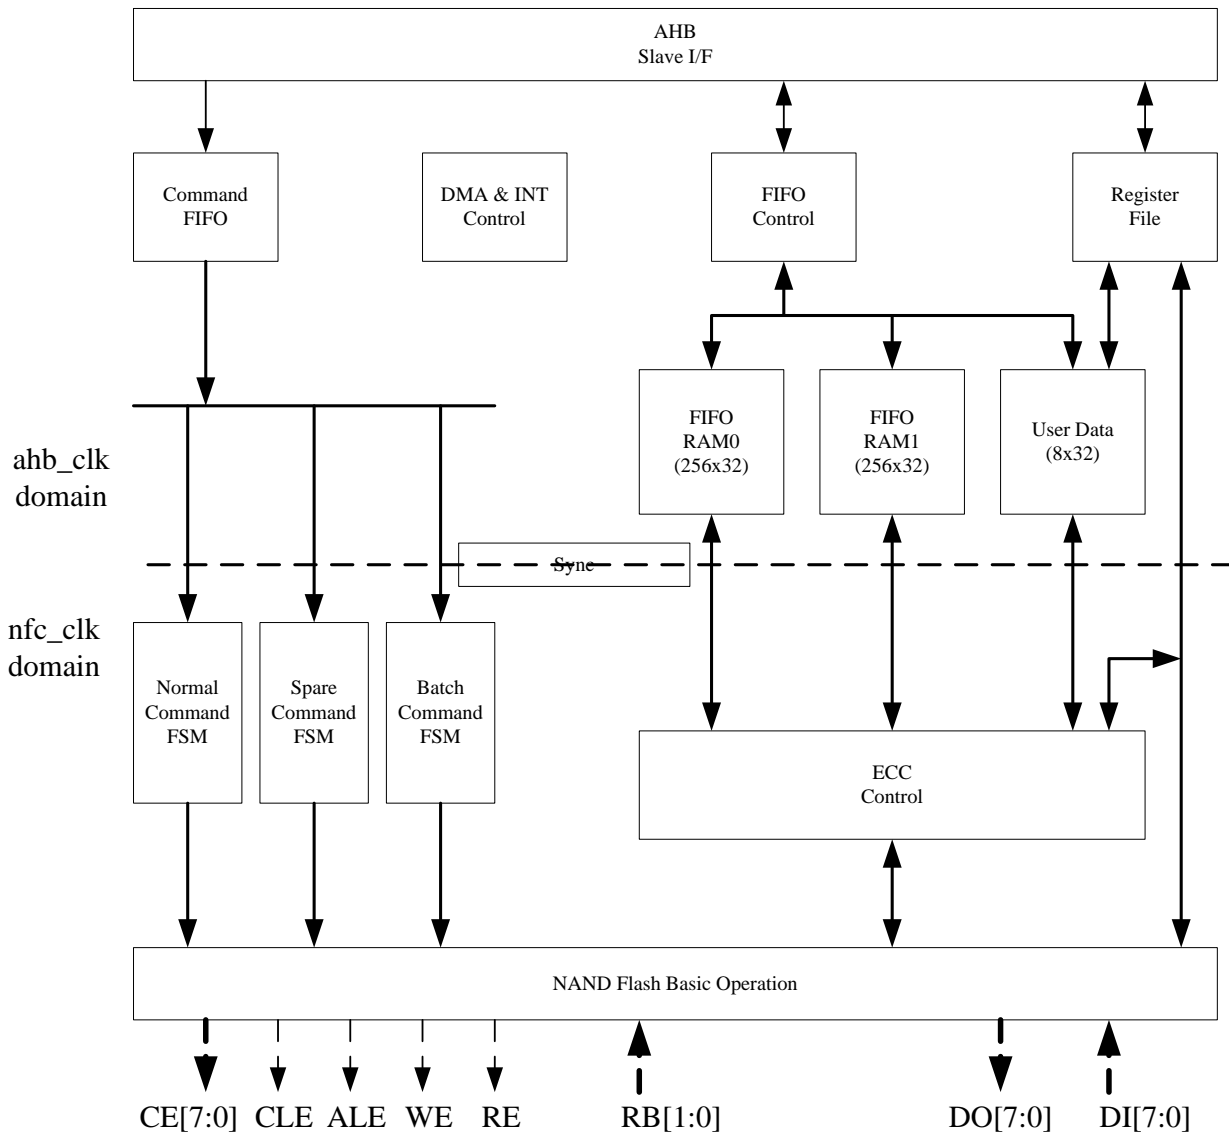 AHB
Slave I/F
Command
FIFO
DMA & INT
Control
FIFO
Control
Register
File
FIFO
RAM0
(256x32)
FIFO
RAM1
(256x32)
User Data
(8x32)
ahb_clk
domain
Sync
nfc_clk
domain
Normal
Command
FSM
Spare
Command
FSM
Batch
Command
FSM
ECC
Control
NAND Flash Basic Operation
CE[7:0] CLE ALE WE RE RB[1:0] DO[7:0] DI[7:0]